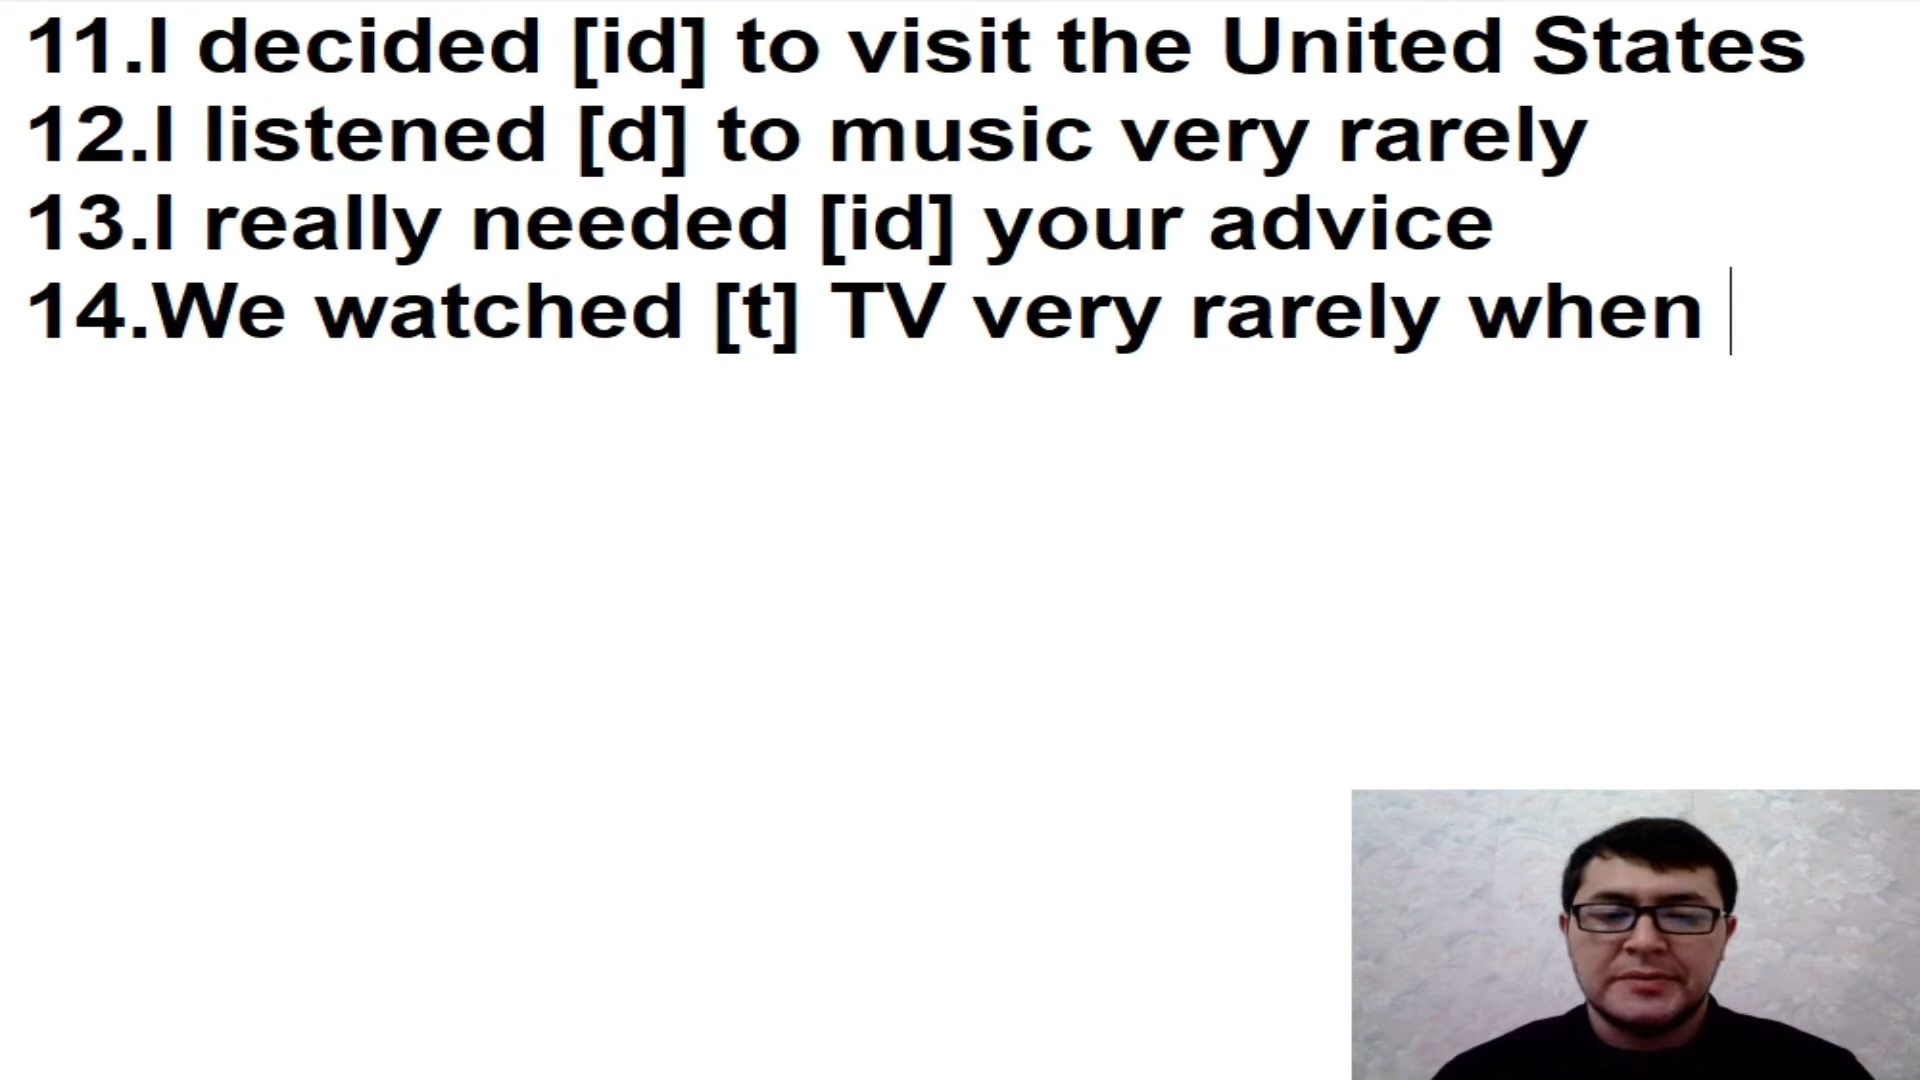 11.I decided [id] to visit the United States
12.I listened [d] to music very rarely
13.I really needed [id] your advice
14.We watched [t] TV very rarely when